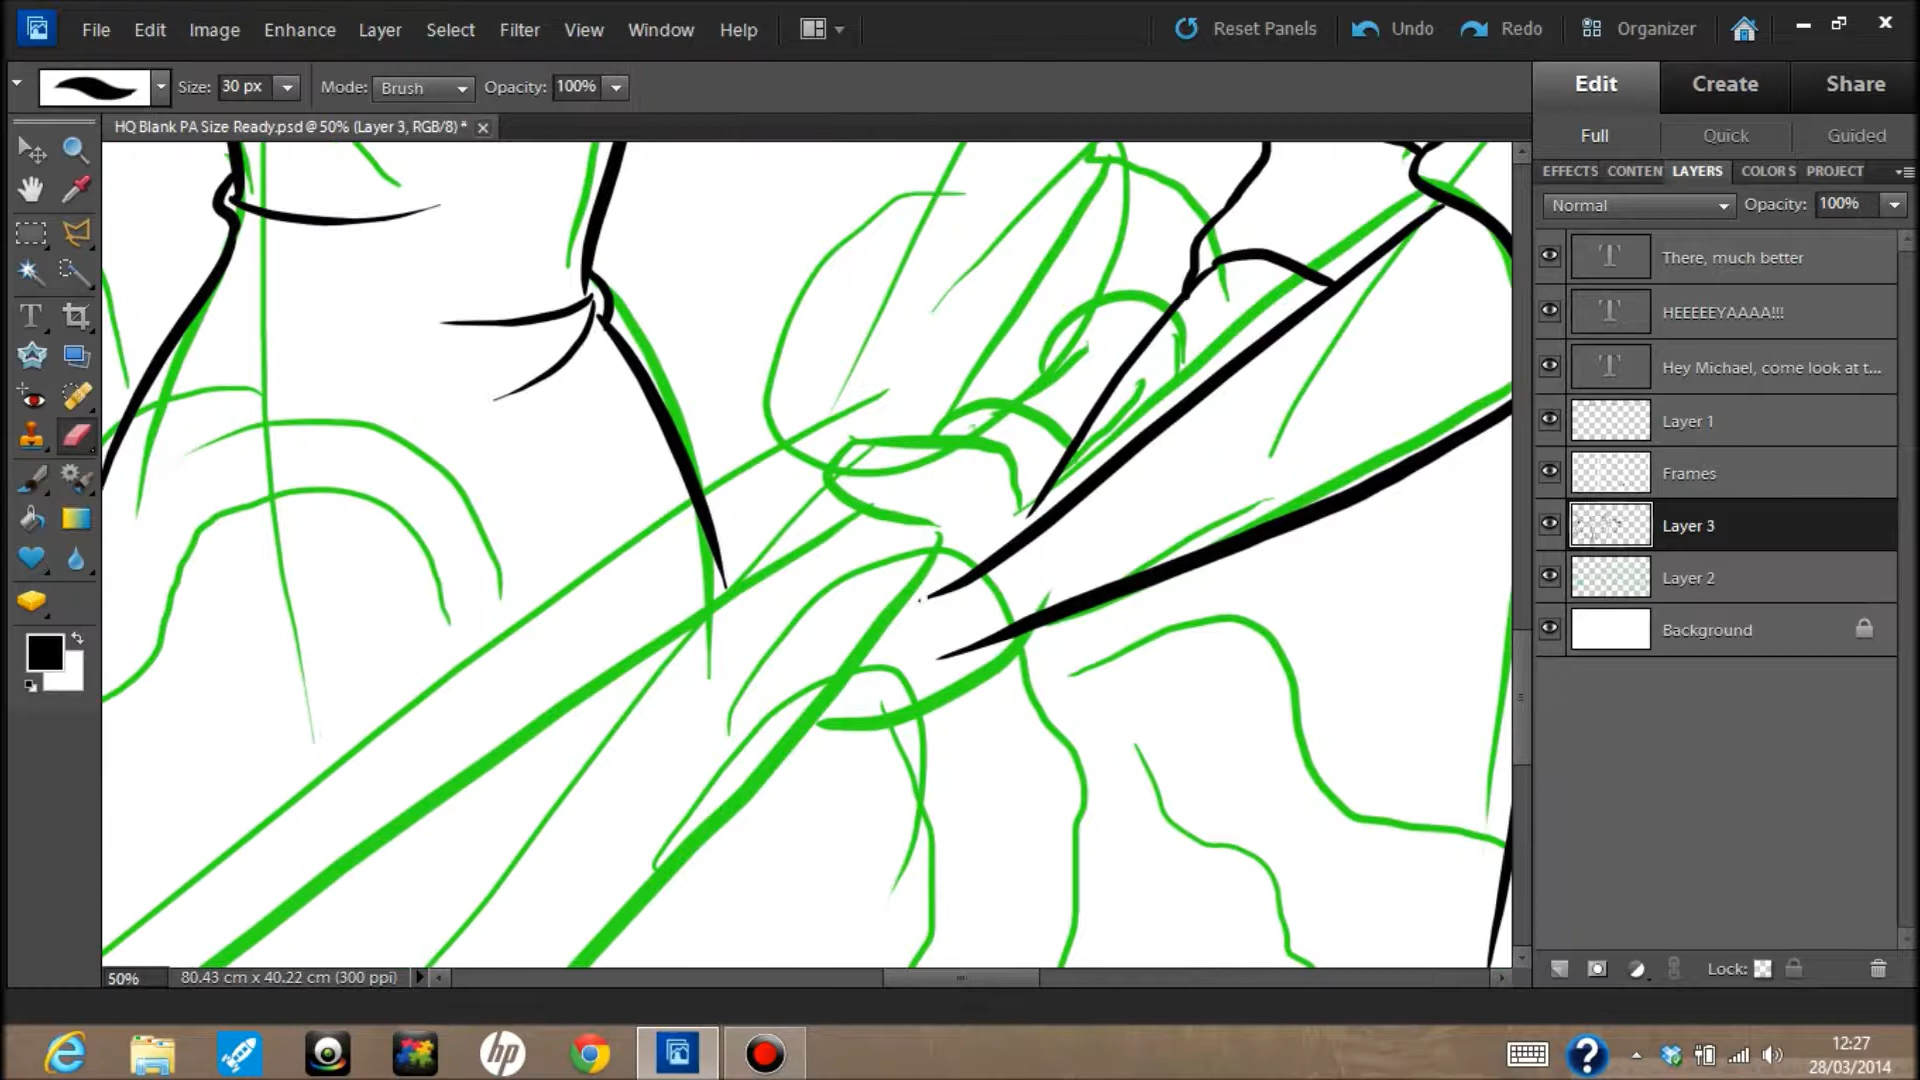 File Edit Image Enhance Layer Select Filter View Window Help Reset Panels Undo Redo Organizer
Size: 30 px Mode: Brush Opacity: 100%
Edit Create Share
HQ Blank PA Size Ready.psd @ 50% (Layer 3, RGB/8) *
Full Quick Guided
EFFECTS CONTEN LAYERS COLORS PROJECT
Normal Opacity: 100%
There, much better
HEEEEEYAAAA!!!
Hey Michael, come look at t...
Layer 1
Frames
Layer 3
Layer 2
Background
50% 80.43 cm x 40.22 cm (300 ppi)
Lock:
hp
12:27
28/03/2014